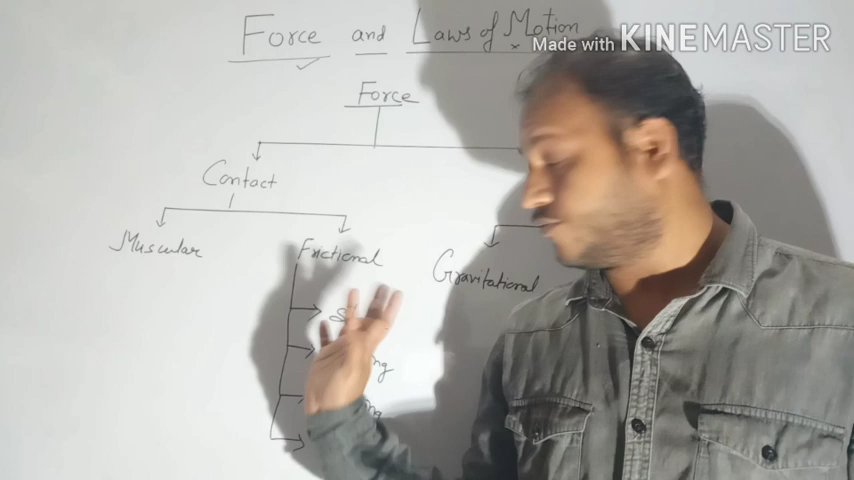 Force and Laws of Motion
Made with KINEMASTER
Force
Contact
Muscular
Frictional
Gravitational